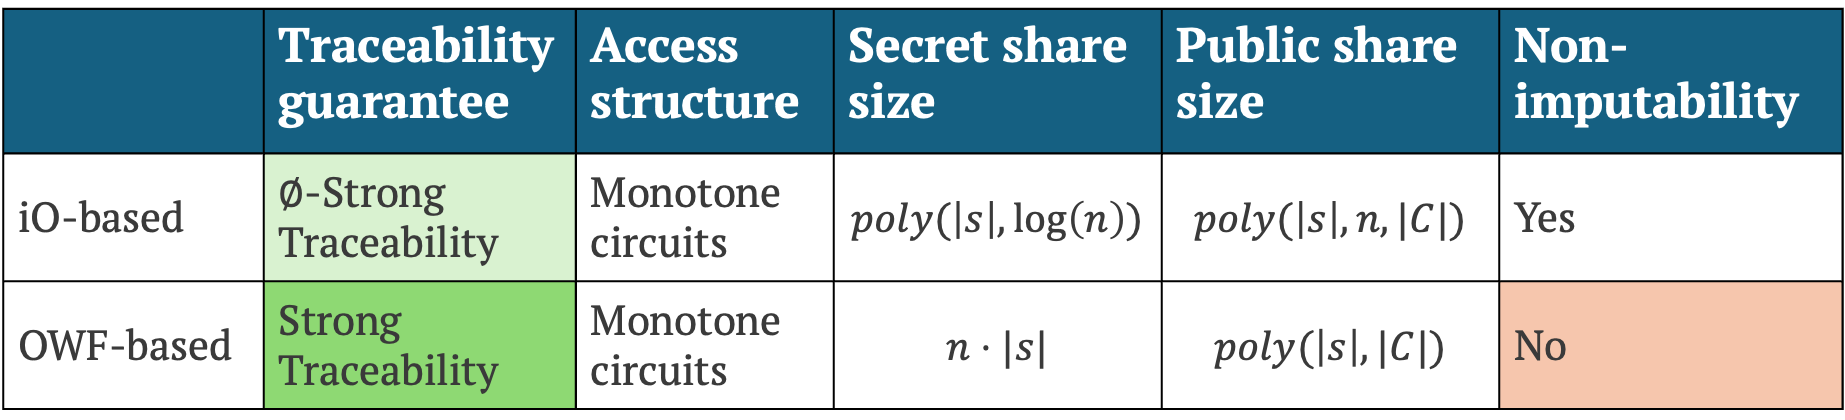 Traceability guarantee
Access structure
Secret share size
Public share size
Non-imputability
iO-based
∅-Strong Traceability
Monotone circuits
poly(|s|, log(n))
poly(|s|, n, |C|)
Yes
OWF-based
Strong Traceability
Monotone circuits
n · |s|
poly(|s|, |C|)
No